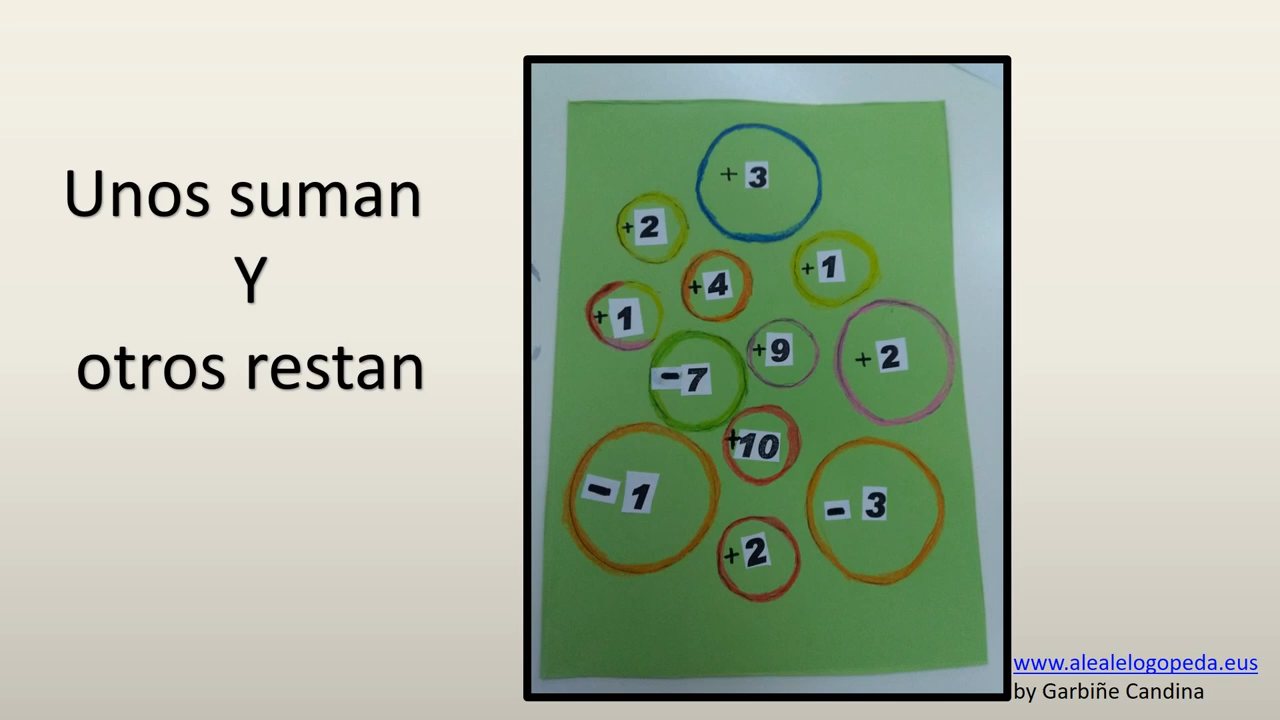 Unos suman
Y
otros restan
+ 3
+ 2
+ 1
+ 4
+ 1
+ 9
+ 2
- 7
+ 10
- 1
- 3
+ 2
www.alealelogopeda.eus
by Garbiñe Candina